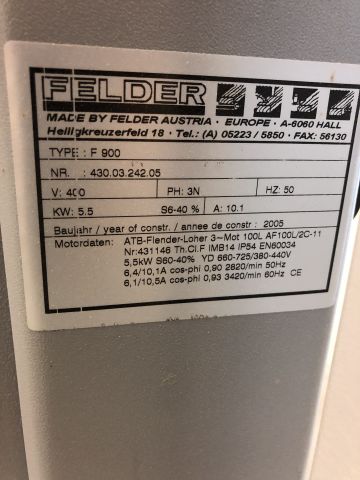 FELDER
MADE BY FELDER AUSTRIA · EUROPE · A-6060 HALL
Heiligkreuzerfeld 18 · Tel.: (A) 05223 / 5850 · FAX: 56130
TYPE : F 900
NR. : 430.03.242.05
V: 400 PH: 3N HZ: 50
KW: 5.5 S6-40 % A: 10.1
Baujahr / year of constr. / annee de constr : 2005
Motordaten: ATB-Flender-Loher 3~Mot 100L AF100L/2C-11
Nr:431146 Th.Cl.F IMB14 IP54 EN60034
5,5kW S60-40% YD 660-725/380-440V
6,4/10,1A cos-phi 0,90 2820/min 50Hz
6,1/10,5A cos-phi 0,93 3420/min 60Hz CE